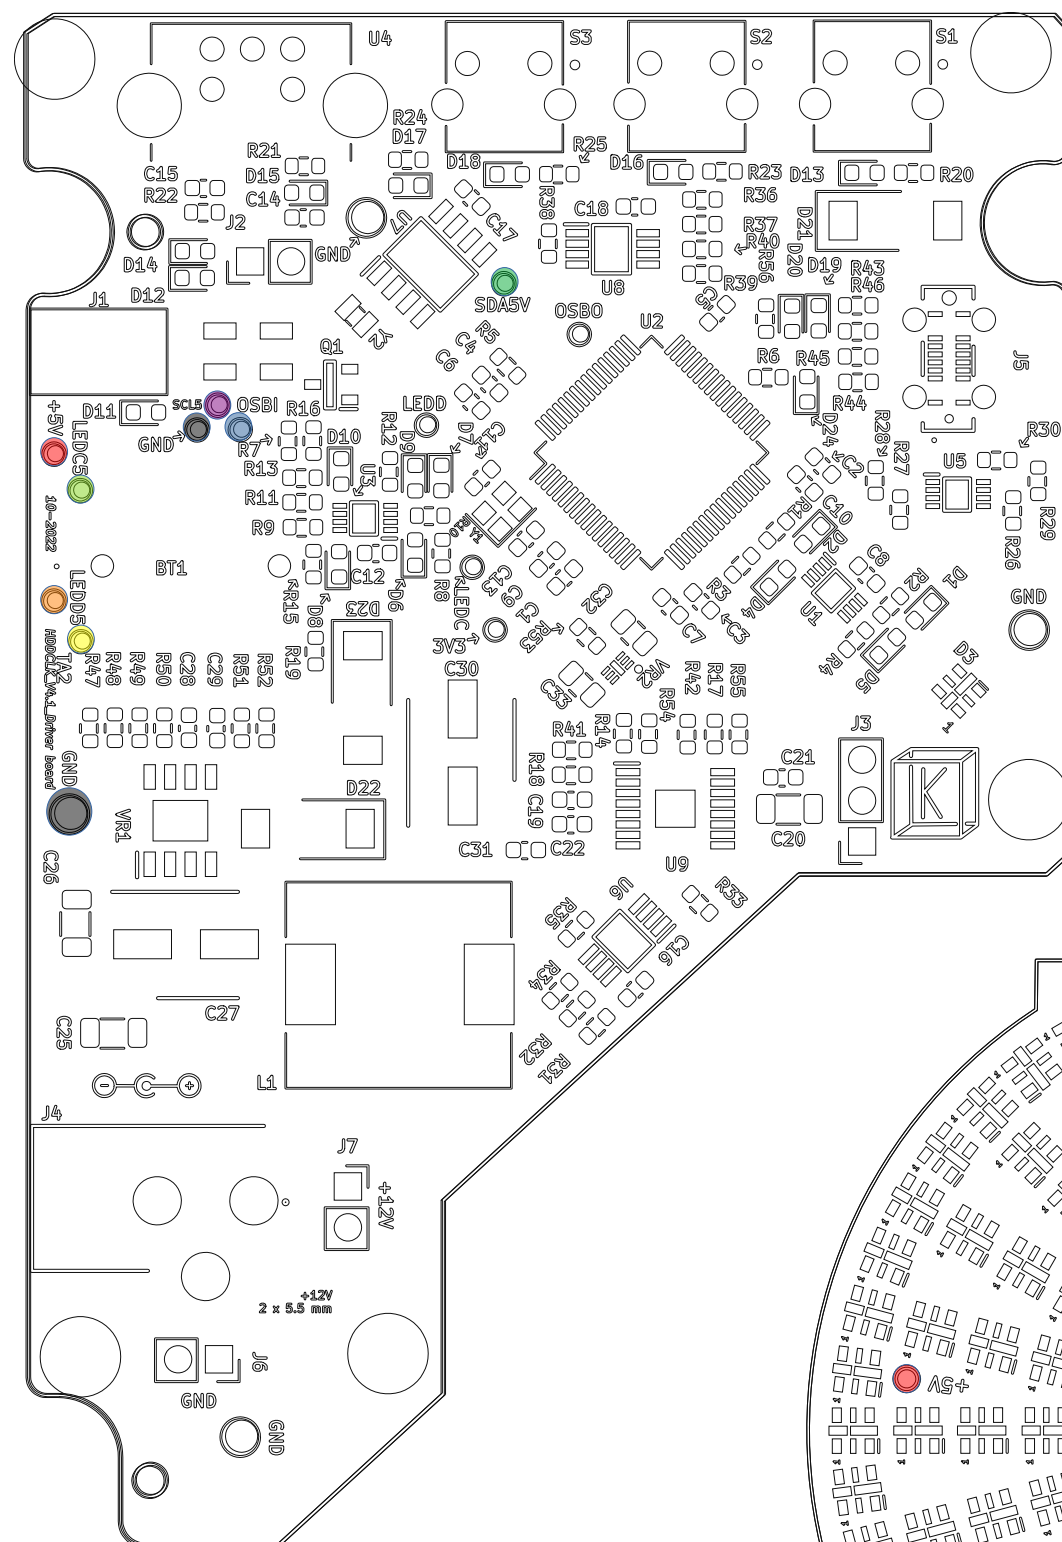 U4
S3
S2
S1
R24
D17
R21
D15
C14
C15
R22
J2
D14
D12
GND
U7
C17
D18
R25
R38
C18
U8
D16
R23
R36
R37
R40
R39
R56
D13
R20
D21
D20
D19
R43
R46
J1
SDA5V
OSBO
U2
C5
R5
C4
C6
Y2
Q1
R6
R45
R44
J5
D11
SCL5
OSBI
GND
R7
R16
LEDD
D10
R12
D9
D7
+5V
LEDC5
R13
R11
R9
U3
D24
C2
R28
R27
U5
R30
R29
R26
R10
Y1
R1
C10
D2
C8
10-2022
BT1
C12
R15
D8
D23
D6
R8
LEDC
C13
C9
C1
R53
C32
R3
D4
U1
R2
D1
GND
LEDD5
HDDCLK_V4.1_Driver board
TA2
R47
R48
R49
R50
C28
C29
R51
R52
R19
3V3
C30
C33
VR2
C7
C3
R42
R17
R55
R54
R4
D5
D3
J3
GND
VR1
D22
R41
R14
R18
C19
C22
C31
C21
C20
K
U9
C26
U6
R33
R35
C16
R34
R32
R31
C27
C25
L1
- +
J4
J7
+12V
+12V
2 x 5.5 mm
J6
GND
GND
+5V